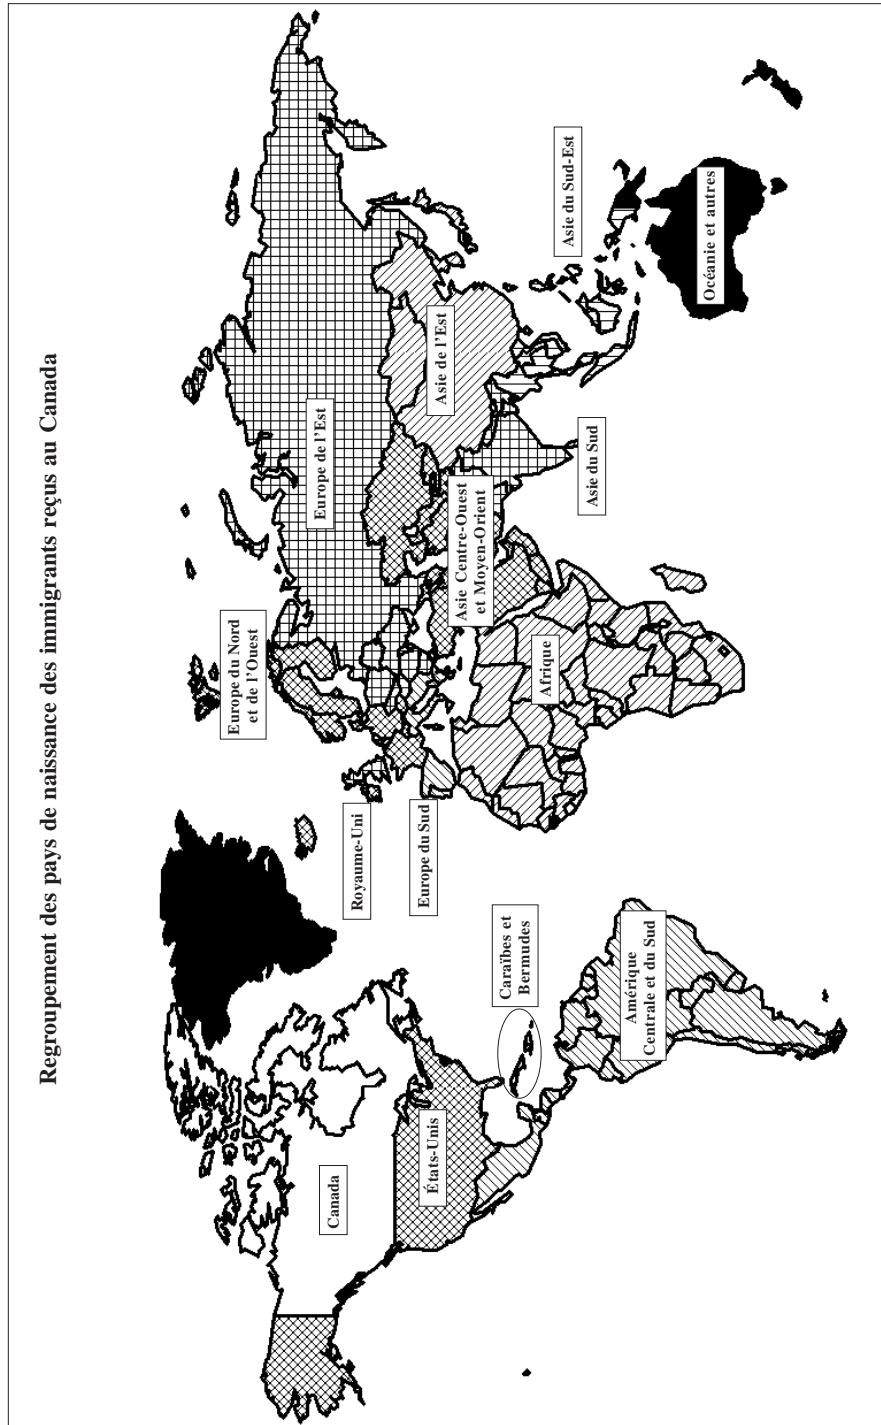 Regroupement des pays de naissance des immigrants reçus au Canada
Canada
États-Unis
Caraïbes et
Bermudes
Amérique
Centrale et du Sud
Royaume-Uni
Europe du Sud
Europe du Nord
et de l'Ouest
Afrique
Asie Centre-Ouest
et Moyen-Orient
Europe de l'Est
Asie de l'Est
Asie du Sud
Asie du Sud-Est
Océanie et autres